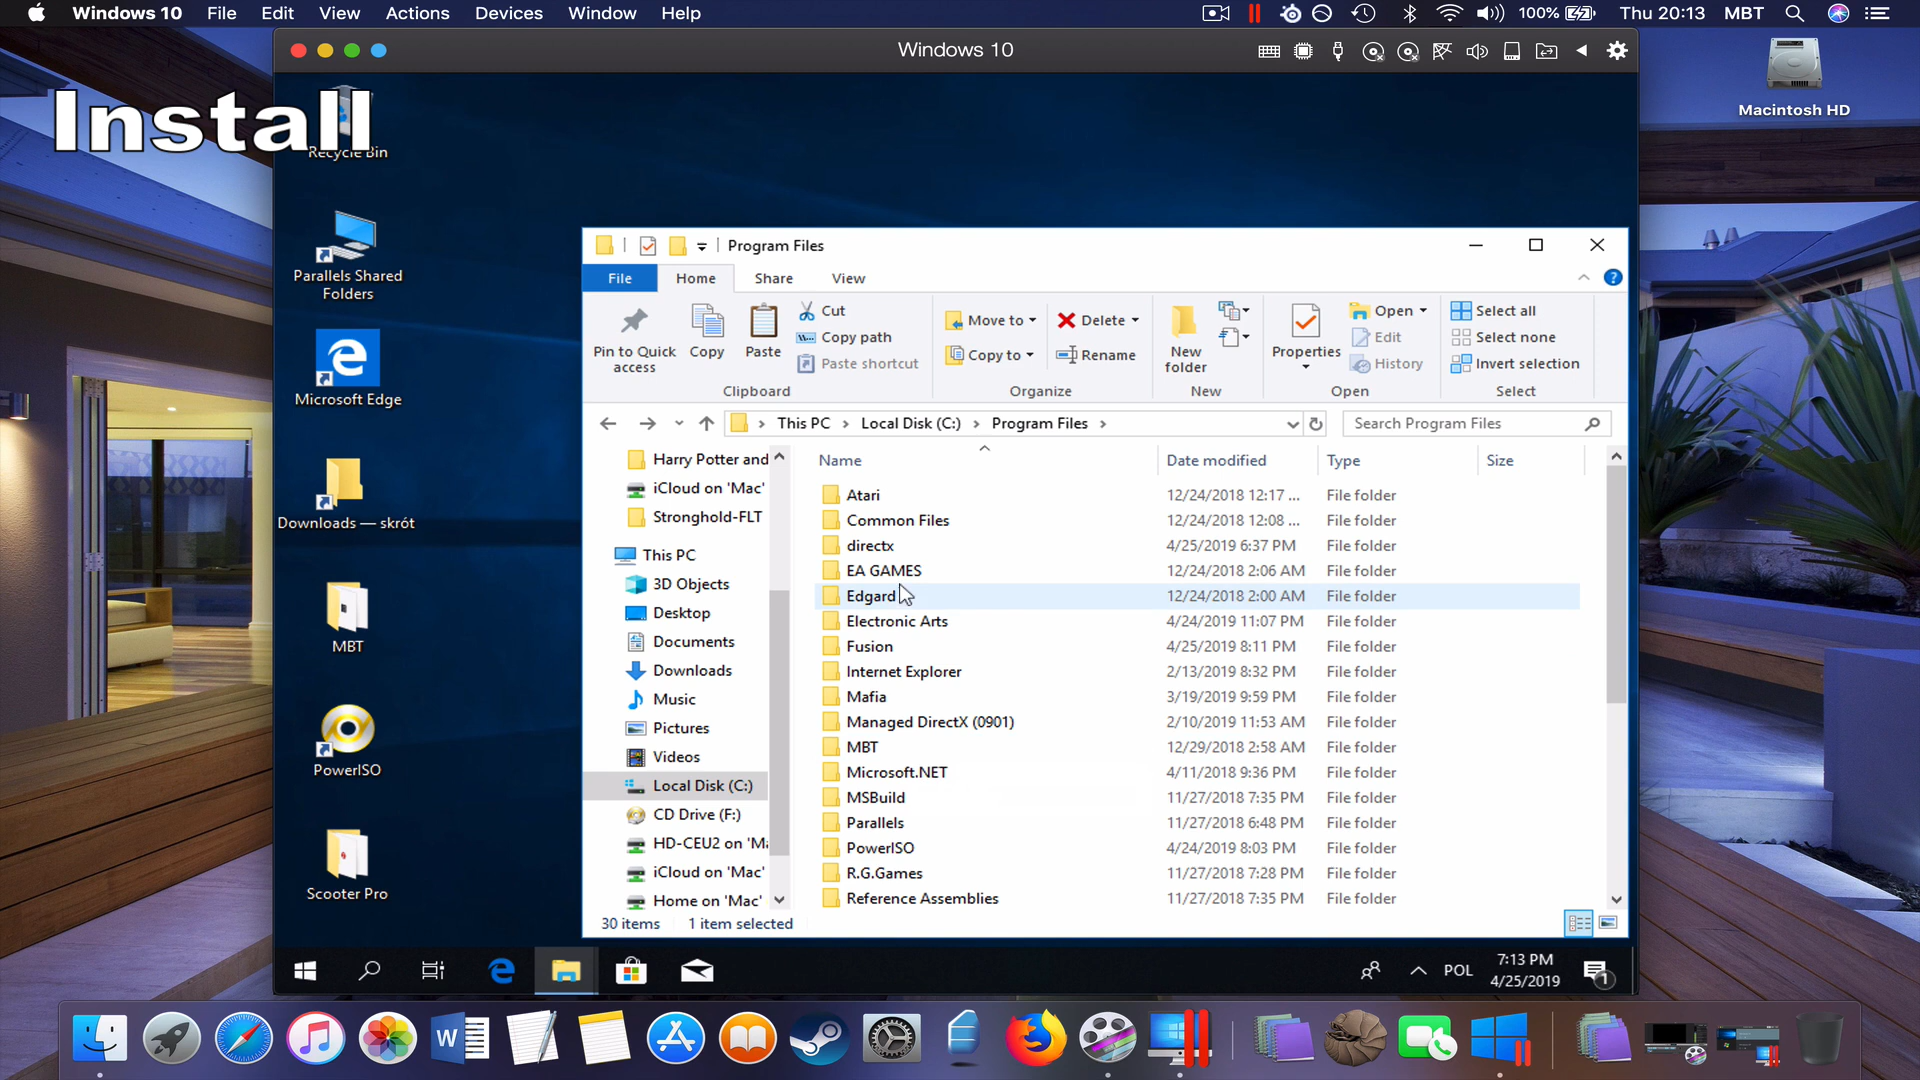 Windows 10 File Edit View Actions Devices Window Help 100% Thu 20:13 MBT
Windows 10
Macintosh HD
Install
Recycle Bin
Parallels Shared
Folders
Microsoft Edge
Downloads — skrót
MBT
PowerISO
Scooter Pro
Program Files
File Home Share View
Pin to Quick
access
Copy
Paste
Cut
Copy path
Paste shortcut
Clipboard
Move to
Copy to
Delete
Rename
Organize
New
folder
New
Properties
Open
Edit
History
Open
Select all
Select none
Invert selection
Select
This PC Local Disk (C:) Program Files
Search Program Files
Harry Potter and
iCloud on 'Mac'
Stronghold-FLT
This PC
3D Objects
Desktop
Documents
Downloads
Music
Pictures
Videos
Local Disk (C:)
CD Drive (F:)
HD-CEU2 on 'Ma
iCloud on 'Mac'
Home on 'Mac'
Name Date modified Type Size
Atari 12/24/2018 12:17 ... File folder
Common Files 12/24/2018 12:08 ... File folder
directx 4/25/2019 6:37 PM File folder
EA GAMES 12/24/2018 2:06 AM File folder
Edgard 12/24/2018 2:00 AM File folder
Electronic Arts 4/24/2019 11:07 PM File folder
Fusion 4/25/2019 8:11 PM File folder
Internet Explorer 2/13/2019 8:32 PM File folder
Mafia 3/19/2019 9:59 PM File folder
Managed DirectX (0901) 2/10/2019 11:53 AM File folder
MBT 12/29/2018 2:58 AM File folder
Microsoft.NET 4/11/2018 9:36 PM File folder
MSBuild 11/27/2018 7:35 PM File folder
Parallels 11/27/2018 6:48 PM File folder
PowerISO 4/24/2019 8:03 PM File folder
R.G.Games 11/27/2018 7:28 PM File folder
Reference Assemblies 11/27/2018 7:35 PM File folder
30 items 1 item selected
POL
7:13 PM
4/25/2019
1